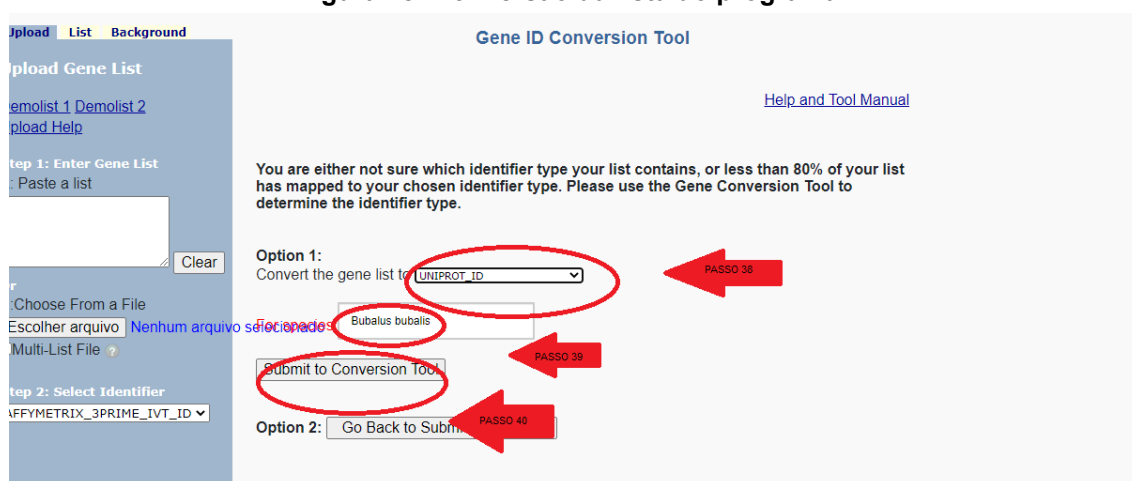 Upload List Background
Gene ID Conversion Tool
Upload Gene List
Demolist 1 Demolist 2
Upload Help
Help and Tool Manual
Step 1: Enter Gene List
: Paste a list
Clear
You are either not sure which identifier type your list contains, or less than 80% of your list
has mapped to your chosen identifier type. Please use the Gene Conversion Tool to
determine the identifier type.
Option 1:
Convert the gene list to UNIPROT_ID
PASSO 38
:Choose From a File
Escolher arquivo Nenhum arquivo selecionado
For species Bubalus bubalis
Multi-List File
PASSO 39
Submit to Conversion Tool
Step 2: Select Identifier
AFFYMETRIX_3PRIME_IVT_ID
Option 2: Go Back to Submi
PASSO 40